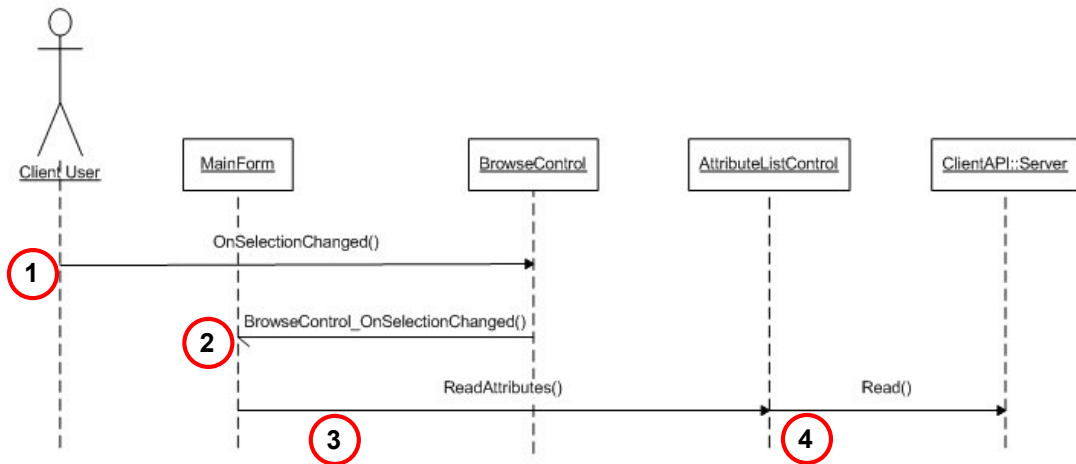 Client User
MainForm
BrowseControl
AttributeListControl
ClientAPI::Server
OnSelectionChanged()
1
BrowseControl_OnSelectionChanged()
2
ReadAttributes()
Read()
3
4